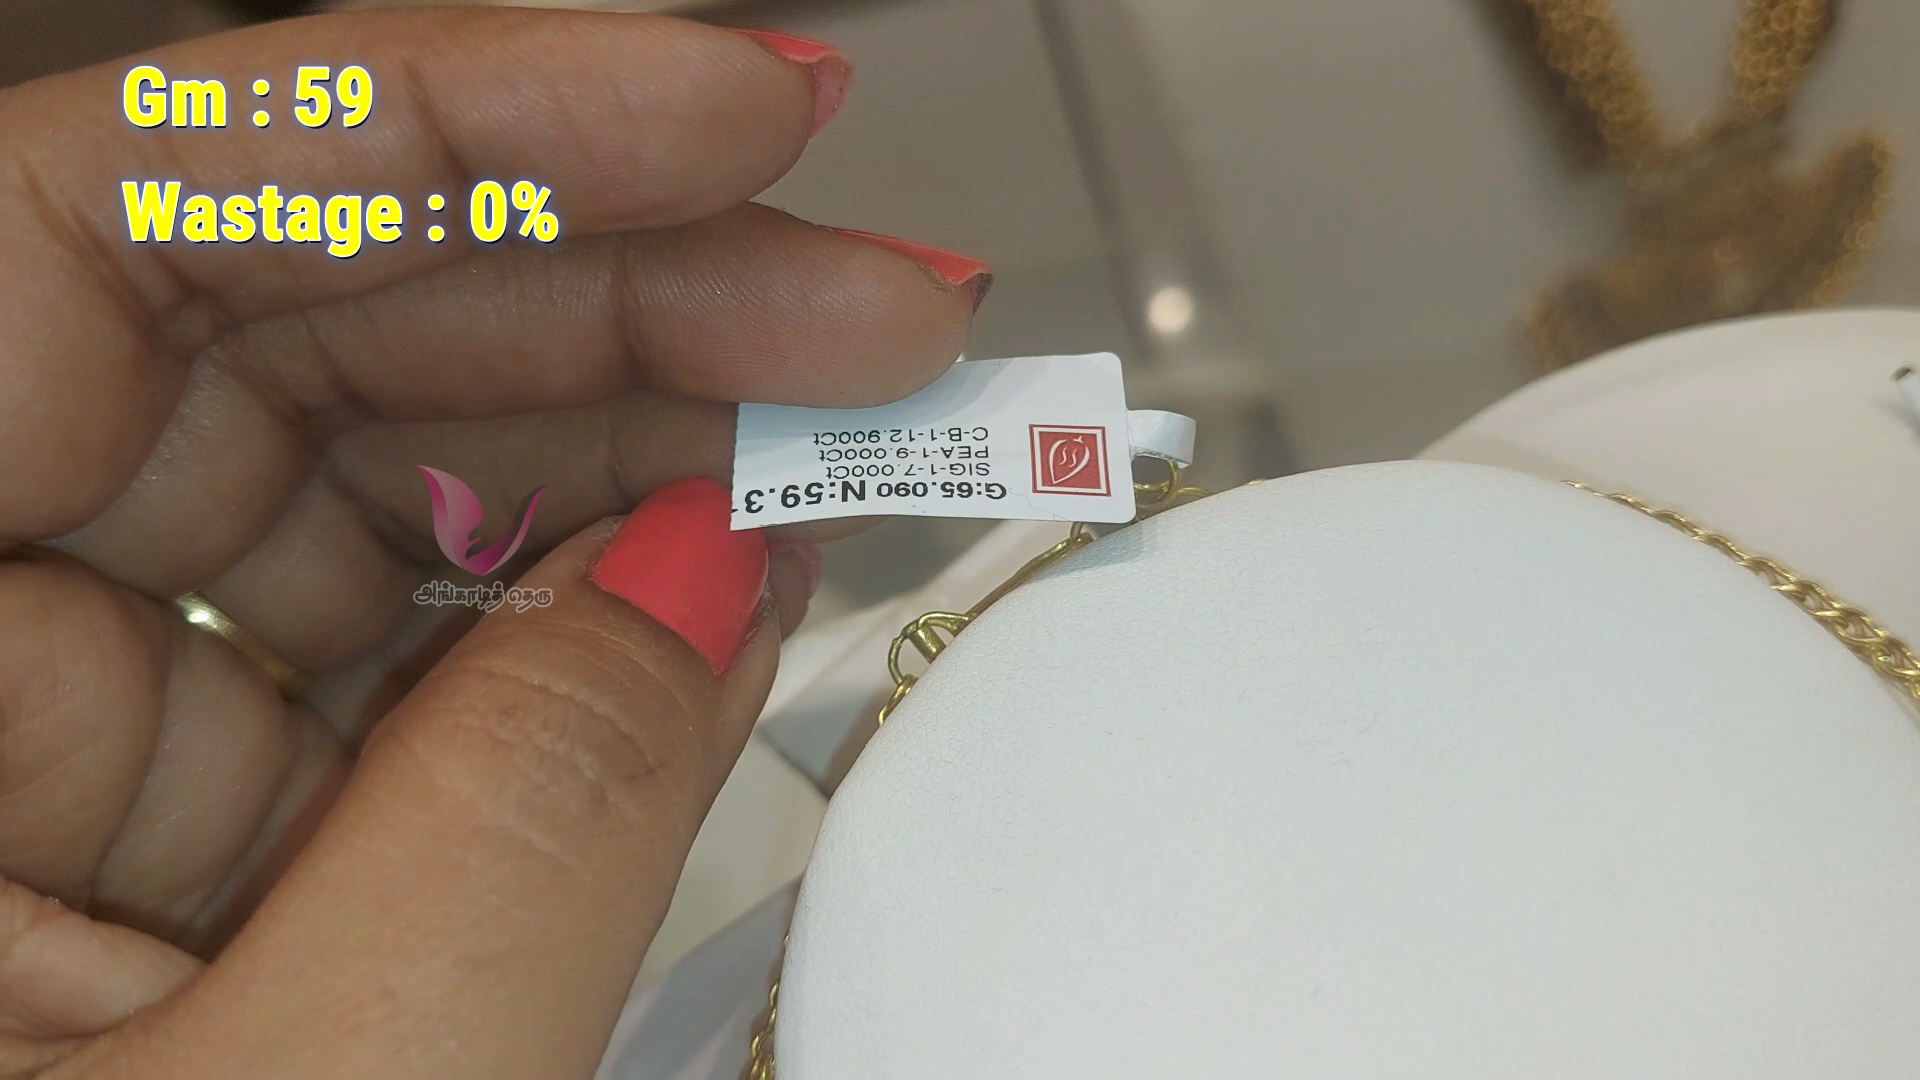 Gm : 59
Wastage : 0%
G:65.090 N:59.3
SIG-1-7.000Ct
PEA-1-9.000Ct
C-B-1-12.900Ct
அங்காடித் தெரு